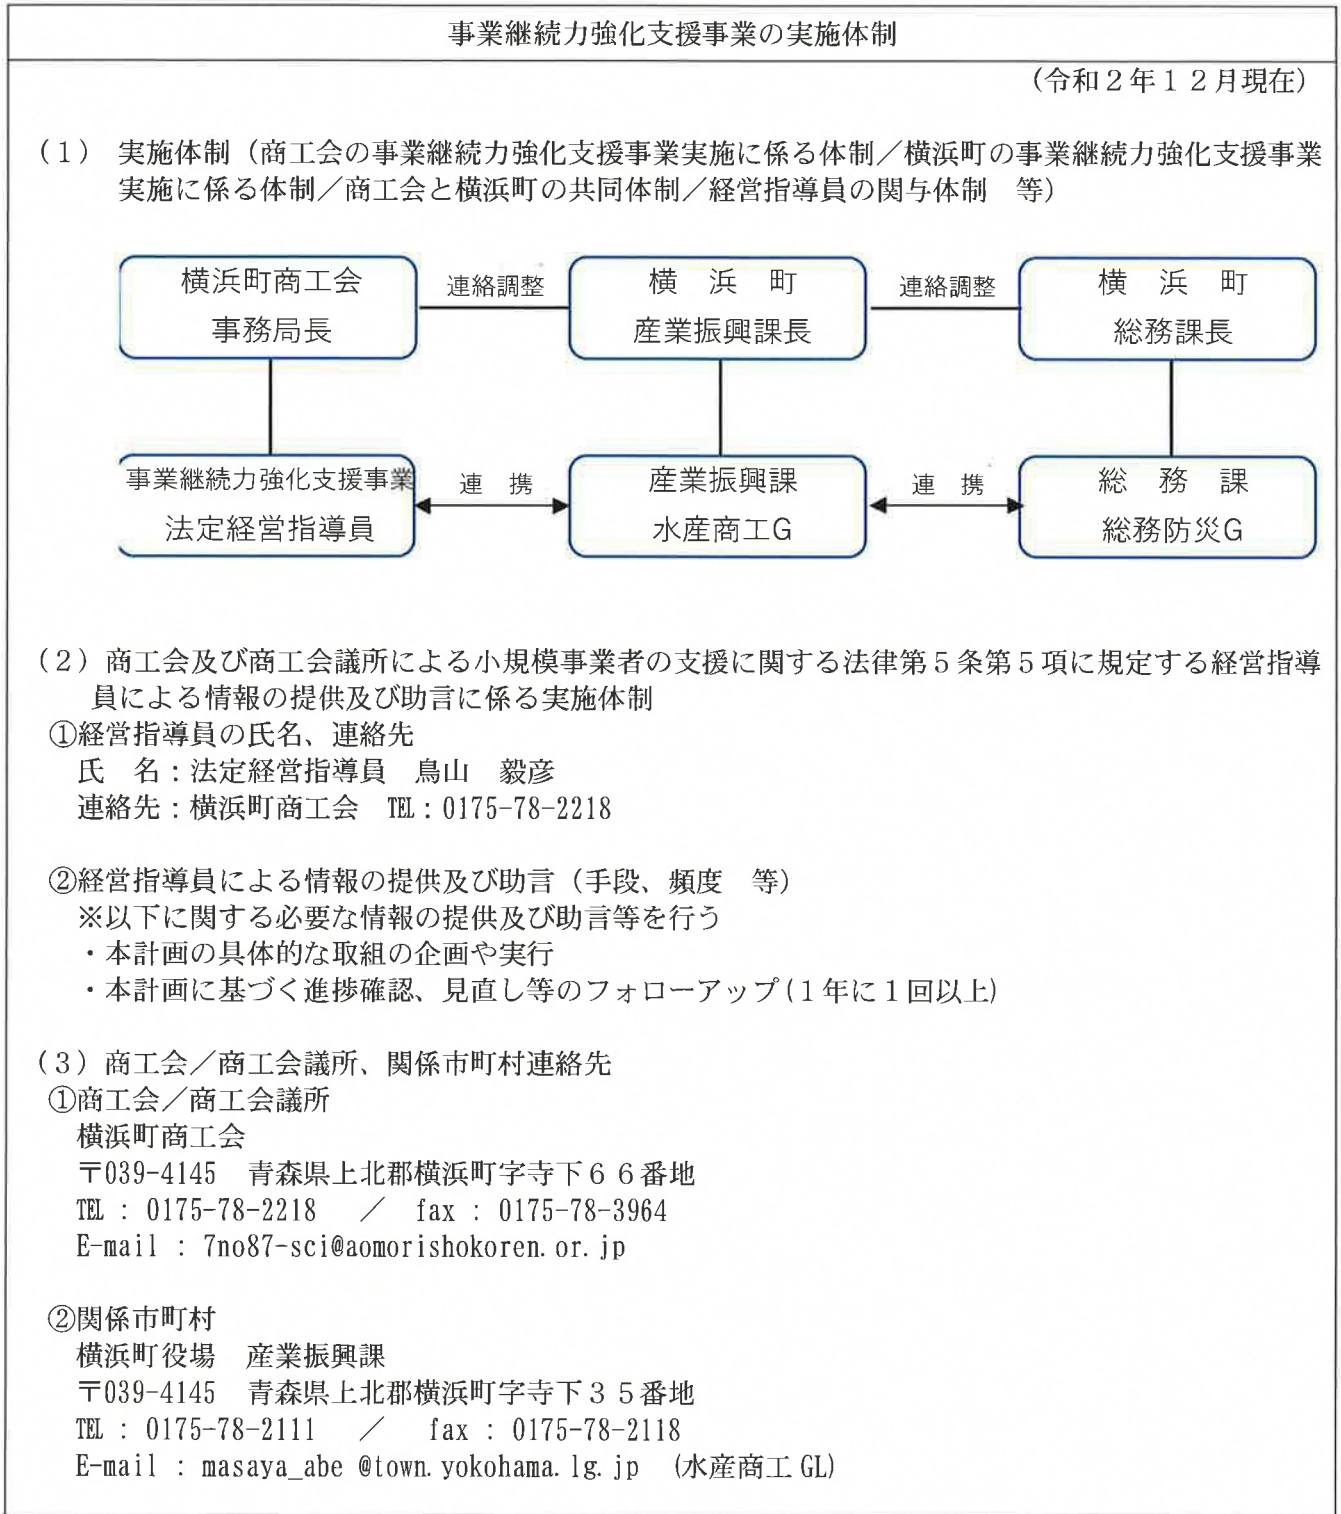 事業継続力強化支援事業の実施体制
(令和2年12月現在)
(1) 実施体制(商工会の事業継続力強化支援事業実施に係る体制/横浜町の事業継続力強化支援事業
実施に係る体制/商工会と横浜町の共同体制/経営指導員の関与体制 等)
横浜町商工会
事務局長
連絡調整
横 浜 町
産業振興課長
連絡調整
横 浜 町
総務課長
事業継続力強化支援事業
法定経営指導員
連 携
産業振興課
水産商工G
連 携
総 務 課
総務防災G
(2)商工会及び商工会議所による小規模事業者の支援に関する法律第5条第5項に規定する経営指導
員による情報の提供及び助言に係る実施体制
①経営指導員の氏名、連絡先
氏 名:法定経営指導員 鳥山 毅彦
連絡先:横浜町商工会 ℡:0175-78-2218
②経営指導員による情報の提供及び助言(手段、頻度 等)
※以下に関する必要な情報の提供及び助言等を行う
・本計画の具体的な取組の企画や実行
・本計画に基づく進捗確認、見直し等のフォローアップ(1年に1回以上)
(3)商工会/商工会議所、関係市町村連絡先
①商工会/商工会議所
横浜町商工会
〒039-4145 青森県上北郡横浜町字寺下66番地
℡ : 0175-78-2218 / fax : 0175-78-3964
E-mail : 7no87-sci@aomorishokoren.or.jp
②関係市町村
横浜町役場 産業振興課
〒039-4145 青森県上北郡横浜町字寺下35番地
℡ : 0175-78-2111 / fax : 0175-78-2118
E-mail : masaya_abe @town.yokohama.lg.jp (水産商工 GL)